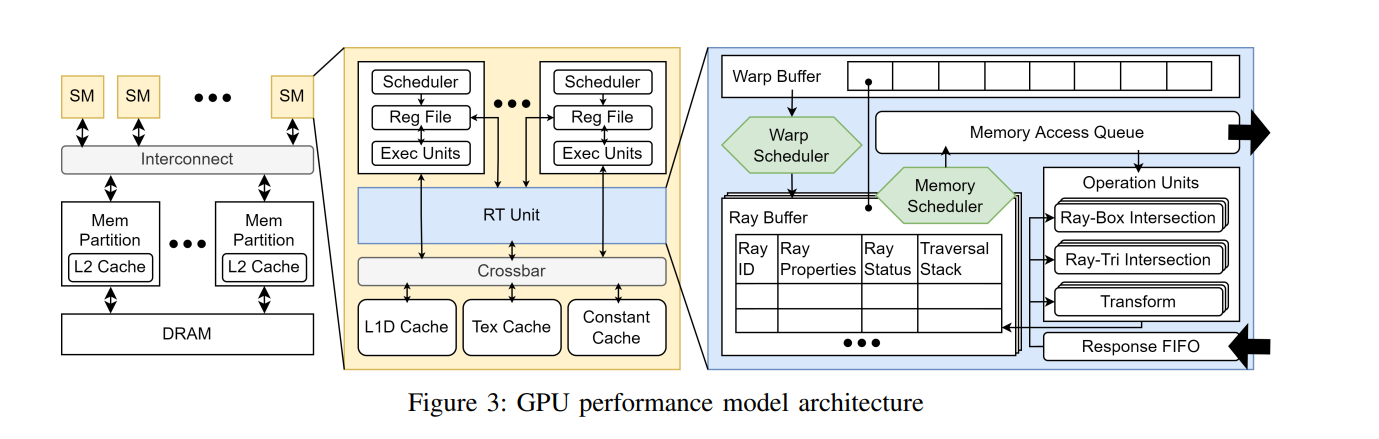 SM
SM
SM
Interconnect
Mem
Partition
L2 Cache
Mem
Partition
L2 Cache
DRAM
Scheduler
Reg File
Exec Units
Scheduler
Reg File
Exec Units
RT Unit
Crossbar
L1D Cache
Tex Cache
Constant
Cache
Warp Buffer
Warp
Scheduler
Memory Access Queue
Memory
Scheduler
Ray Buffer
Ray
ID
Ray
Properties
Ray
Status
Traversal
Stack
Operation Units
Ray-Box Intersection
Ray-Tri Intersection
Transform
Response FIFO
Figure 3: GPU performance model architecture